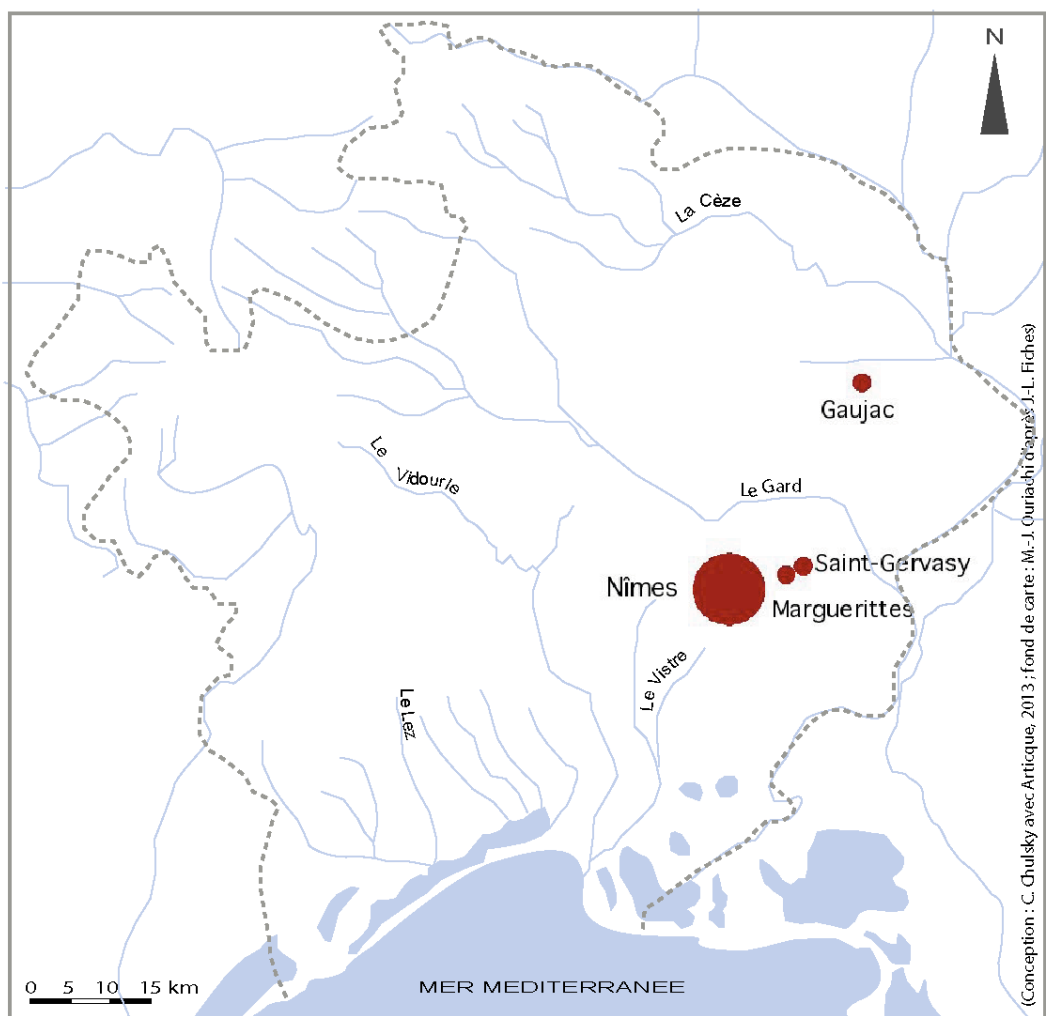 N
La Cèze
Gaujac
Le
Vidourle
Le Gard
Saint-Gervasy
Nîmes
Marguerittes
Le Vistre
Le Lez
0 5 10 15 km
MER MEDITERRANEE
(Conception : C. Chulsky avec Articque, 2013 ; fond de carte : M.-J. Ouriachi d'après J.-L. Fiches)